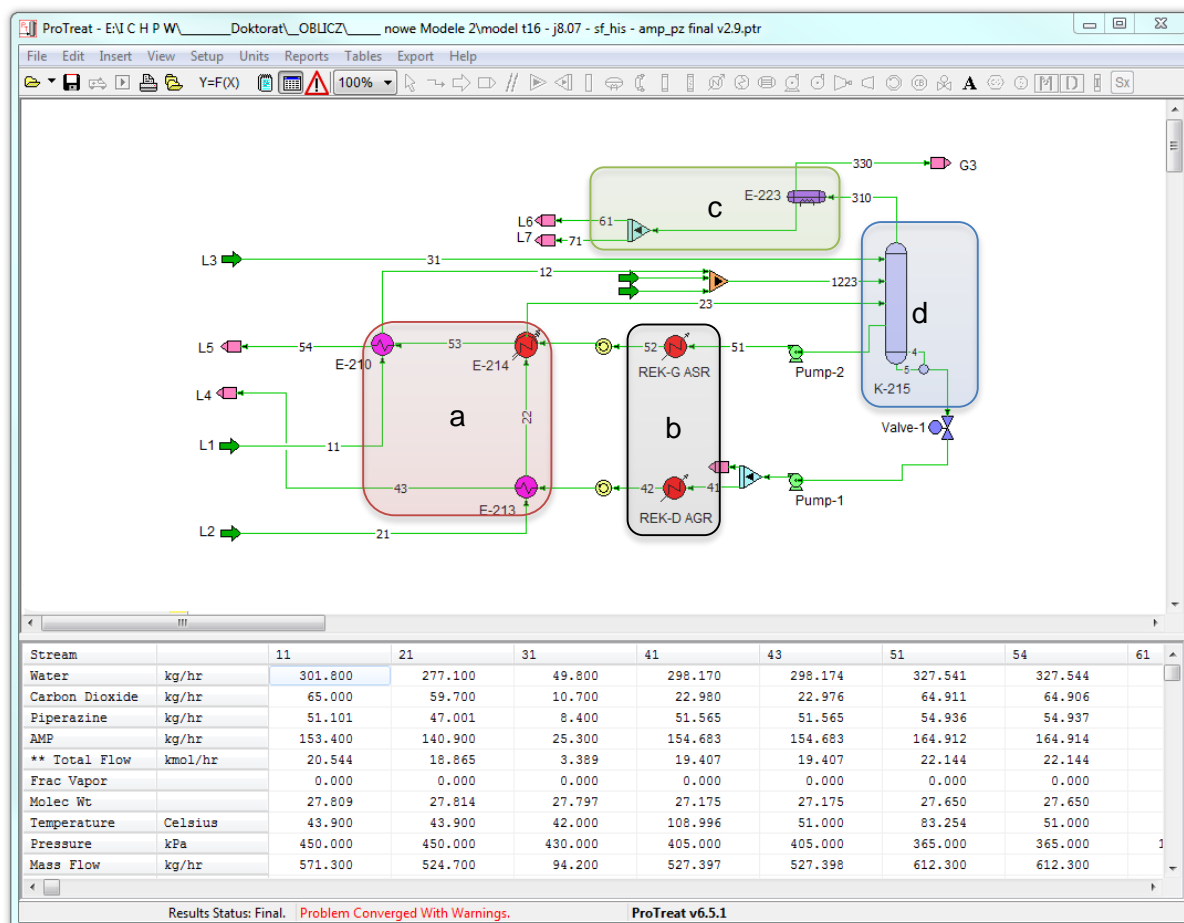 ProTreat - E:\I C H P W\_______Doktorat\__OBLICZ\_____ nowe Modele 2\model t16 - j8.07 - sf_his - amp_pz final v2.9.ptr
File Edit Insert View Setup Units Reports Tables Export Help
Y=F(X) 100% A Sx
330 G3
E-223 310
c
L6 61
L7 71
L3 31
12
1223
23
d
L5 54 53 52 51
E-210 E-214 REK-G ASR Pump-2
4
5
K-215
L4
a
22
b
Valve-1
L1 11
43 42 41
E-213 REK-D AGR Pump-1
L2 21
Stream 11 21 31 41 43 51 54 61
Water kg/hr 301.800 277.100 49.800 298.170 298.174 327.541 327.544
Carbon Dioxide kg/hr 65.000 59.700 10.700 22.980 22.976 64.911 64.906
Piperazine kg/hr 51.101 47.001 8.400 51.565 51.565 54.936 54.937
AMP kg/hr 153.400 140.900 25.300 154.683 154.683 164.912 164.914
** Total Flow kmol/hr 20.544 18.865 3.389 19.407 19.407 22.144 22.144
Frac Vapor 0.000 0.000 0.000 0.000 0.000 0.000 0.000
Molec Wt 27.809 27.814 27.797 27.175 27.175 27.650 27.650
Temperature Celsius 43.900 43.900 42.000 108.996 51.000 83.254 51.000
Pressure kPa 450.000 450.000 430.000 405.000 405.000 365.000 365.000 1
Mass Flow kg/hr 571.300 524.700 94.200 527.397 527.398 612.300 612.300
Results Status: Final. Problem Converged With Warnings. ProTreat v6.5.1